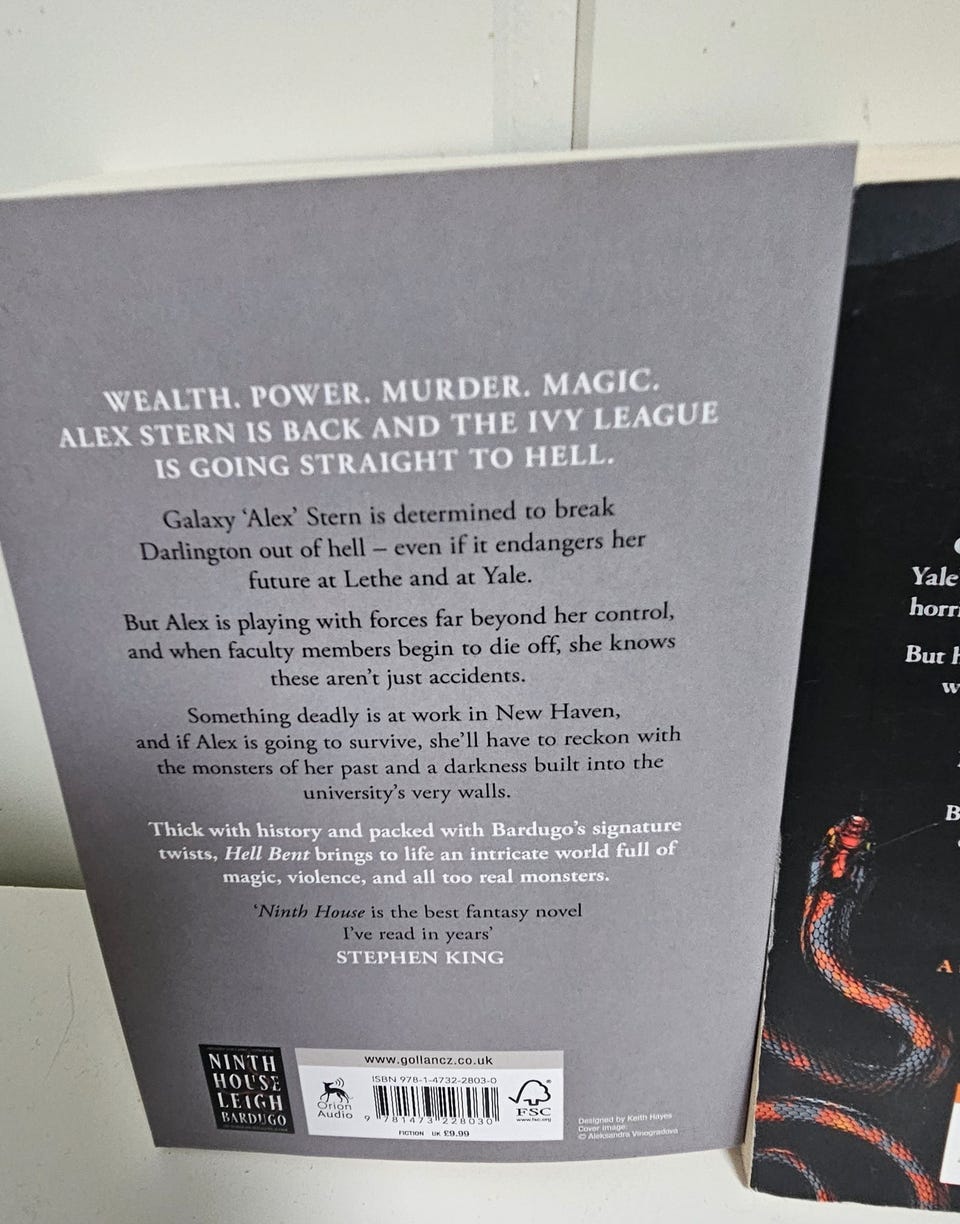 WEALTH. POWER. MURDER. MAGIC.
ALEX STERN IS BACK AND THE IVY LEAGUE
IS GOING STRAIGHT TO HELL.
Galaxy ‘Alex’ Stern is determined to break
Darlington out of hell – even if it endangers her
future at Lethe and at Yale.
But Alex is playing with forces far beyond her control,
and when faculty members begin to die off, she knows
these aren’t just accidents.
Something deadly is at work in New Haven,
and if Alex is going to survive, she’ll have to reckon with
the monsters of her past and a darkness built into the
university’s very walls.
Thick with history and packed with Bardugo’s signature
twists, Hell Bent brings to life an intricate world full of
magic, violence, and all too real monsters.
‘Ninth House is the best fantasy novel
I’ve read in years’
STEPHEN KING
NINTH
HOUSE
LEIGH
BARDUGO
www.gollancz.co.uk
Orion
Audio
ISBN 978-1-4732-2803-0
9 781473 228030
FICTION UK £9.99
FSC
www.fsc.org
Designed by Keith Hayes
Cover image:
© Aleksandra Vinogradova
Yale
But
A